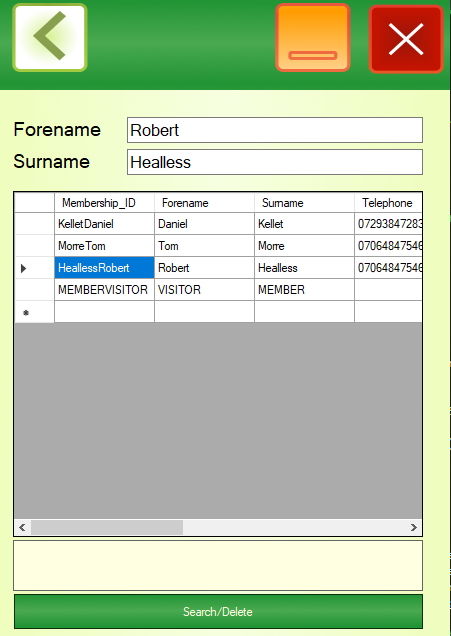 Forename Robert
Surname Healless
Membership_ID Forename Surname Telephone
KelletDaniel Daniel Kellet 07293847283
MorreTom Tom Morre 07064847546
HeallessRobert Robert Healless 07064847546
MEMBERVISITOR VISITOR MEMBER
Search/Delete